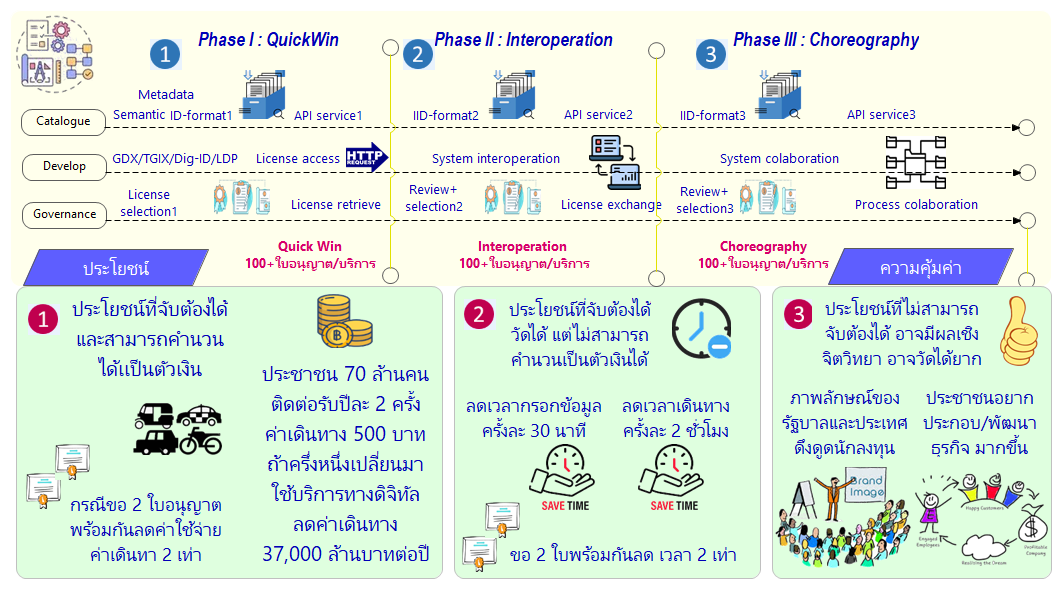 1
Phase I : QuickWin
2
Phase II : Interoperation
3
Phase III : Choreography
Catalogue
Metadata
Semantic ID-format1
API service1
IID-format2
API service2
IID-format3
API service3
Develop
GDX/TGIX/Dig-ID/LDP
License access
HTTP
REQUEST
System interoperation
System colaboration
Governance
License
selection1
License retrieve
Review+
selection2
License exchange
Review+
selection3
Process colaboration
Quick Win
100+ใบอนุญาต/บริการ
Interoperation
100+ใบอนุญาต/บริการ
Choreography
100+ใบอนุญาต/บริการ
ประโยชน์
ความคุ้มค่า
1
ประโยชน์ที่จับต้องได้
และสามารถคำนวน
ได้เเป็นตัวเงิน
ประชาชน 70 ล้านคน
ติดต่อรับปีละ 2 ครั้ง
ค่าเดินทาง 500 บาท
ถ้าครึ่งหนึ่งเปลี่ยนมา
ใช้บริการทางดิจิทัล
ลดค่าเดินทาง
37,000 ล้านบาทต่อปี
กรณีขอ 2 ใบอนุญาต
พร้อมกันลดค่าใช้จ่าย
ค่าเดินทา 2 เท่า
2
ประโยชน์ที่จับต้องได้
วัดได้ แต่ไม่สามารถ
คำนวนเป็นตัวเงินได้
ลดเวลากรอกข้อมูล
ครั้งละ 30 นาที
SAVE TIME
ลดเวลาเดินทาง
ครั้งละ 2 ชั่วโมง
SAVE TIME
ขอ 2 ใบพร้อมกันลด เวลา 2 เท่า
3
ประโยชน์ที่ไม่สามารถ
จับต้องได้ อาจมีผลเชิง
จิตวิทยา อาจวัดได้ยาก
ภาพลักษณ์ของ
รัฐบาลและประเทศ
ดึงดูดนักลงทุน
Brand
Image
ประชาชนอยาก
ประกอบ/พัฒนา
ธุรกิจ มากขึ้น
Happy Customers
Engaged
Employees
Profitable
Company
Realizing the Dream